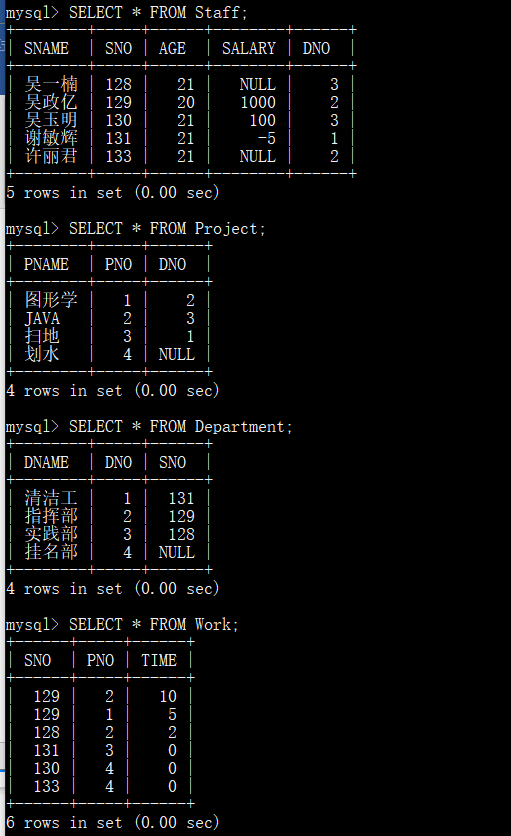 mysql> SELECT * FROM Staff;
+--------+-----+------+--------+------+
| SNAME | SNO | AGE | SALARY | DNO |
+--------+-----+------+--------+------+
| 吴一楠 | 128 | 21 | NULL | 3 |
| 吴政亿 | 129 | 20 | 1000 | 2 |
| 吴玉明 | 130 | 21 | 100 | 3 |
| 谢敏辉 | 131 | 21 | -5 | 1 |
| 许丽君 | 133 | 21 | NULL | 2 |
+--------+-----+------+--------+------+
5 rows in set (0.00 sec)
mysql> SELECT * FROM Project;
+--------+-----+------+
| PNAME | PNO | DNO |
+--------+-----+------+
| 图形学 | 1 | 2 |
| JAVA | 2 | 3 |
| 扫地 | 3 | 1 |
| 划水 | 4 | NULL |
+--------+-----+------+
4 rows in set (0.00 sec)
mysql> SELECT * FROM Department;
+--------+-----+------+
| DNAME | DNO | SNO |
+--------+-----+------+
| 清洁工 | 1 | 131 |
| 指挥部 | 2 | 129 |
| 实践部 | 3 | 128 |
| 挂名部 | 4 | NULL |
+--------+-----+------+
4 rows in set (0.00 sec)
mysql> SELECT * FROM Work;
+------+-----+------+
| SNO | PNO | TIME |
+------+-----+------+
| 129 | 2 | 10 |
| 129 | 1 | 5 |
| 128 | 2 | 2 |
| 131 | 3 | 0 |
| 130 | 4 | 0 |
| 133 | 4 | 0 |
+------+-----+------+
6 rows in set (0.00 sec)